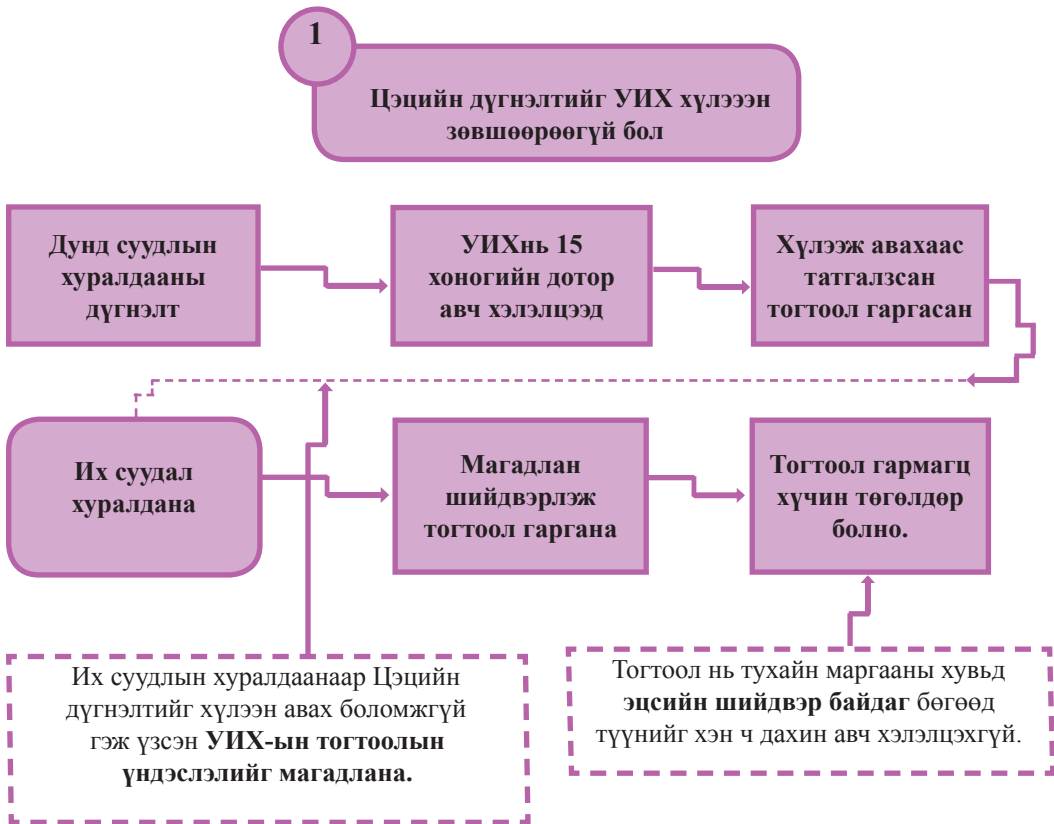 1
Цэцийн дүгнэлтийг УИХ хүлэээн
зөвшөөрөөгүй бол
Дунд суудлын
хуралдааны
дүгнэлт
УИХнь 15
хоногийн дотор
авч хэлэлцээд
Хүлээж авахаас
татгалзсан
тогтоол гаргасан
Их суудал
хуралдана
Магадлан
шийдвэрлэж
тогтоол гаргана
Тогтоол гармагц
хүчин төгөлдөр
болно.
Их суудлын хуралдаанаар Цэцийн
дүгнэлтийг хүлээн авах боломжгүй
гэж үзсэн УИХ-ын тогтоолын
үндэслэлийг магадлана.
Тогтоол нь тухайн маргааны хувьд
эцсийн шийдвэр байдаг бөгөөд
түүнийг хэн ч дахин авч хэлэлцэхгүй.